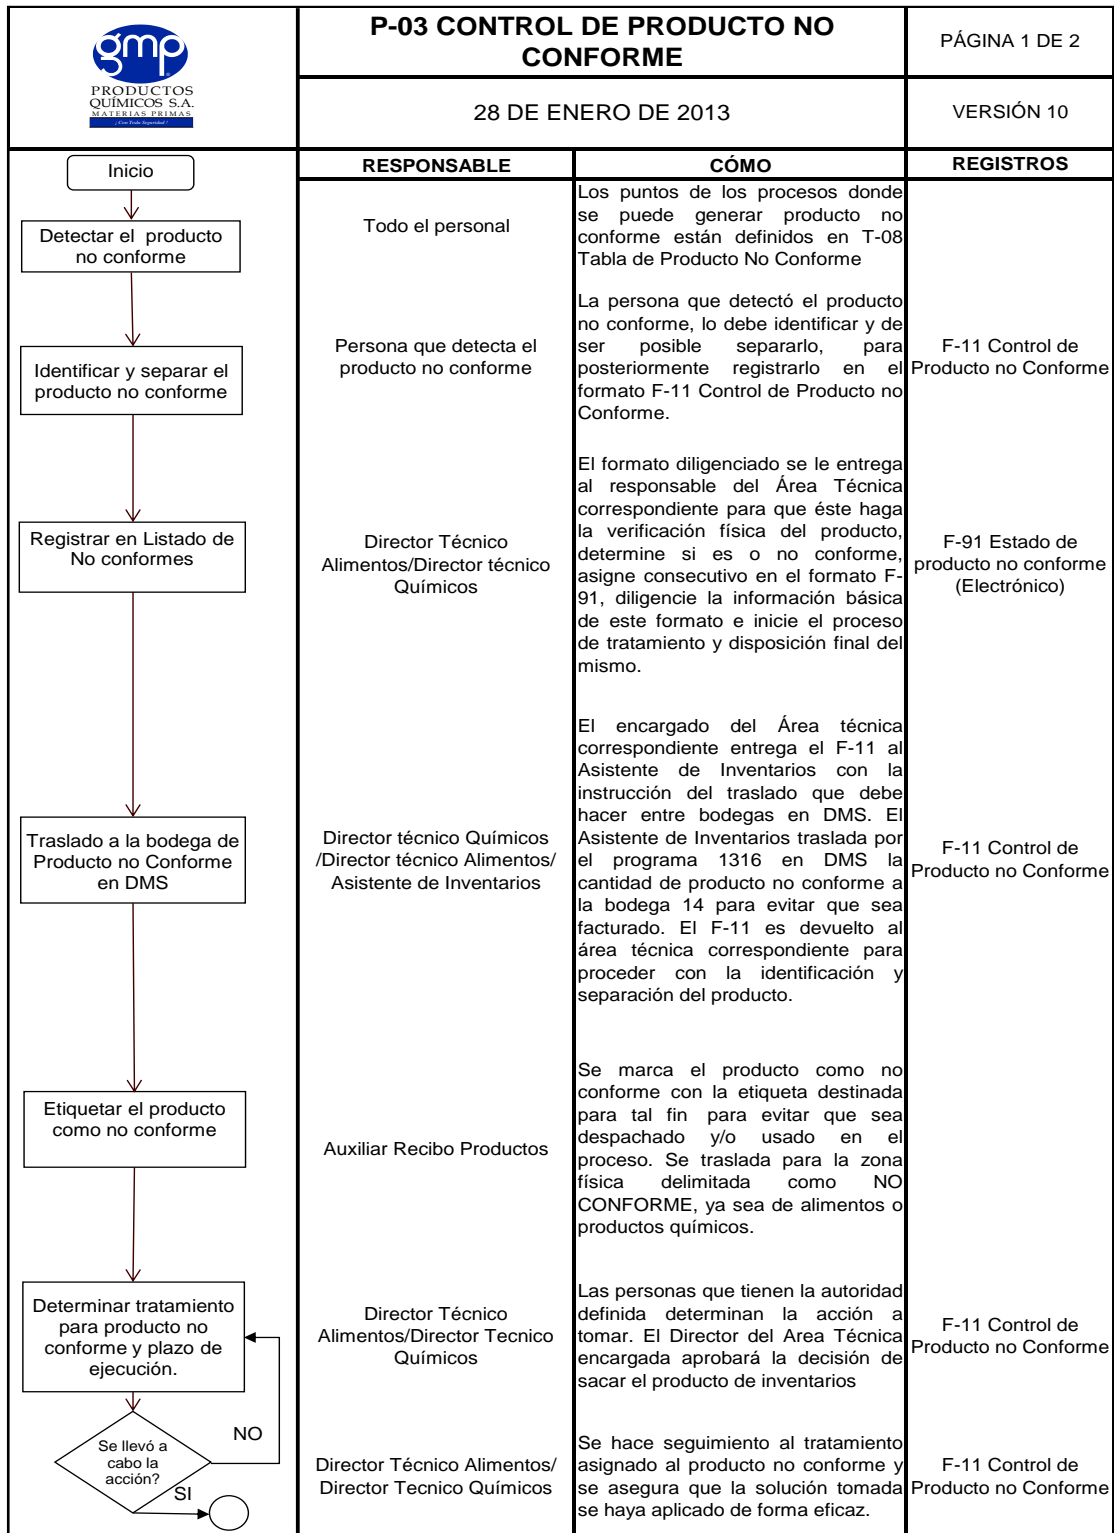 gmp
PRODUCTOS
QUÍMICOS S.A.
MATERIAS PRIMAS
¡ Con Toda Seguridad !
P-03 CONTROL DE PRODUCTO NO
CONFORME
PÁGINA 1 DE 2
28 DE ENERO DE 2013
VERSIÓN 10
RESPONSABLE
CÓMO
REGISTROS
Inicio
Detectar el producto
no conforme
Todo el personal
Los puntos de los procesos donde
se puede generar producto no
conforme están definidos en T-08
Tabla de Producto No Conforme
Identificar y separar el
producto no conforme
Persona que detecta el
producto no conforme
La persona que detectó el producto
no conforme, lo debe identificar y de
ser posible separarlo, para
posteriormente registrarlo en el
formato F-11 Control de Producto no
Conforme.
F-11 Control de
Producto no Conforme
Registrar en Listado de
No conformes
Director Técnico
Alimentos/Director técnico
Químicos
El formato diligenciado se le entrega
al responsable del Área Técnica
correspondiente para que éste haga
la verificación física del producto,
determine si es o no conforme,
asigne consecutivo en el formato F-
91, diligencie la información básica
de este formato e inicie el proceso
de tratamiento y disposición final del
mismo.
F-91 Estado de
producto no conforme
(Electrónico)
Traslado a la bodega de
Producto no Conforme
en DMS
Director técnico Químicos
/Director técnico Alimentos/
Asistente de Inventarios
El encargado del Área técnica
correspondiente entrega el F-11 al
Asistente de Inventarios con la
instrucción del traslado que debe
hacer entre bodegas en DMS. El
Asistente de Inventarios traslada por
el programa 1316 en DMS la
cantidad de producto no conforme a
la bodega 14 para evitar que sea
facturado. El F-11 es devuelto al
área técnica correspondiente para
proceder con la identificación y
separación del producto.
F-11 Control de
Producto no Conforme
Etiquetar el producto
como no conforme
Auxiliar Recibo Productos
Se marca el producto como no
conforme con la etiqueta destinada
para tal fin para evitar que sea
despachado y/o usado en el
proceso. Se traslada para la zona
física delimitada como NO
CONFORME, ya sea de alimentos o
productos químicos.
Determinar tratamiento
para producto no
conforme y plazo de
ejecución.
Director Técnico
Alimentos/Director Tecnico
Químicos
Las personas que tienen la autoridad
definida determinan la acción a
tomar. El Director del Area Técnica
encargada aprobará la decisión de
sacar el producto de inventarios
F-11 Control de
Producto no Conforme
Se llevó a
cabo la
acción?
NO
SI
Director Técnico Alimentos/
Director Tecnico Químicos
Se hace seguimiento al tratamiento
asignado al producto no conforme y
se asegura que la solución tomada
se haya aplicado de forma eficaz.
F-11 Control de
Producto no Conforme